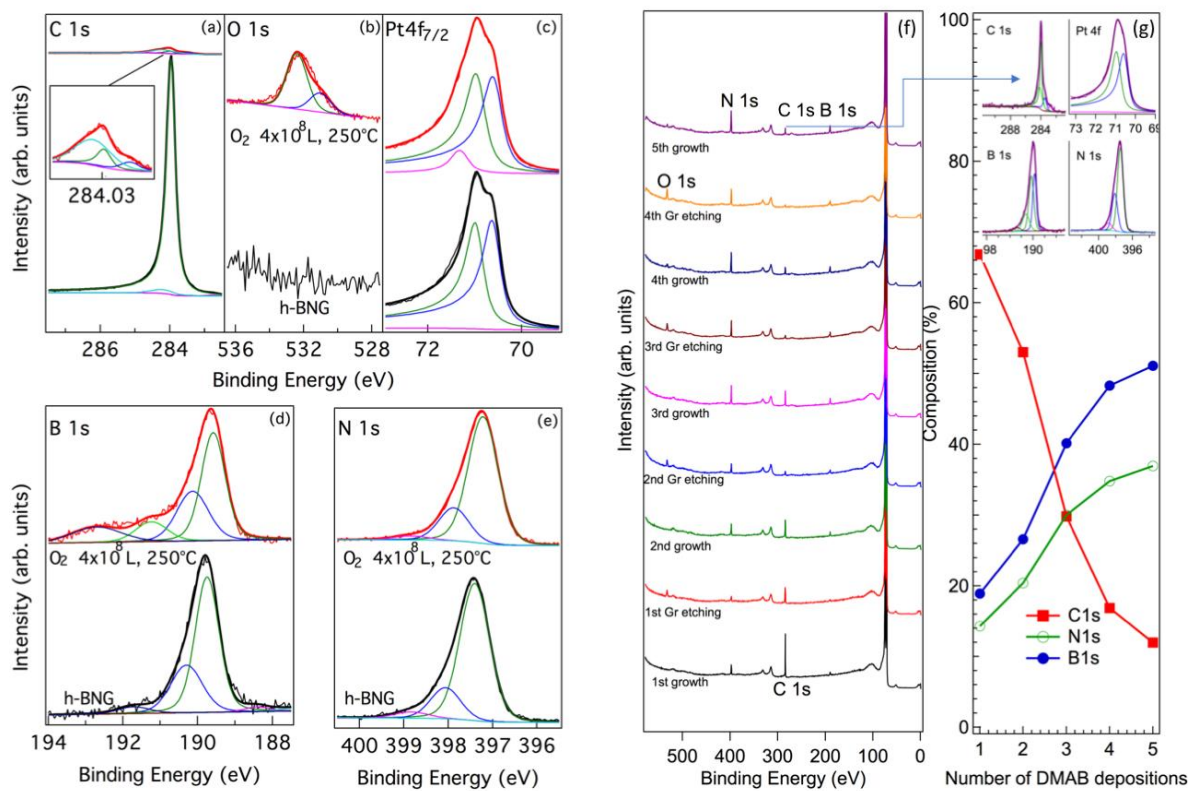 C 1s
(a)
284.03
286
284
O 1s
(b)
O₂ 4x10⁸ L, 250°C
h-BNG
536
532
528
Pt4f₇/₂
(c)
72
70
Intensity (arb. units)
Binding Energy (eV)
B 1s
(d)
O₂ 4x10⁸ L, 250°C
h-BNG
194
192
190
188
Binding Energy (eV)
N 1s
(e)
O₂ 4x10⁸ L, 250°C
h-BNG
400
399
398
397
396
Binding Energy (eV)
Intensity (arb. units)
(f)
N 1s
C 1s B 1s
5th growth
O 1s
4th Gr etching
4th growth
3rd Gr etching
3rd growth
2nd Gr etching
2nd growth
1st Gr etching
1st growth
C 1s
500
400
300
200
100
0
Binding Energy (eV)
Intensity (arb. units)
(g)
100
80
60
40
20
0
Composition (%)
C 1s
288
284
Pt 4f
73
72
71
70
69
B 1s
98
190
N 1s
400
396
C1s
N1s
B1s
1
2
3
4
5
Number of DMAB depositions